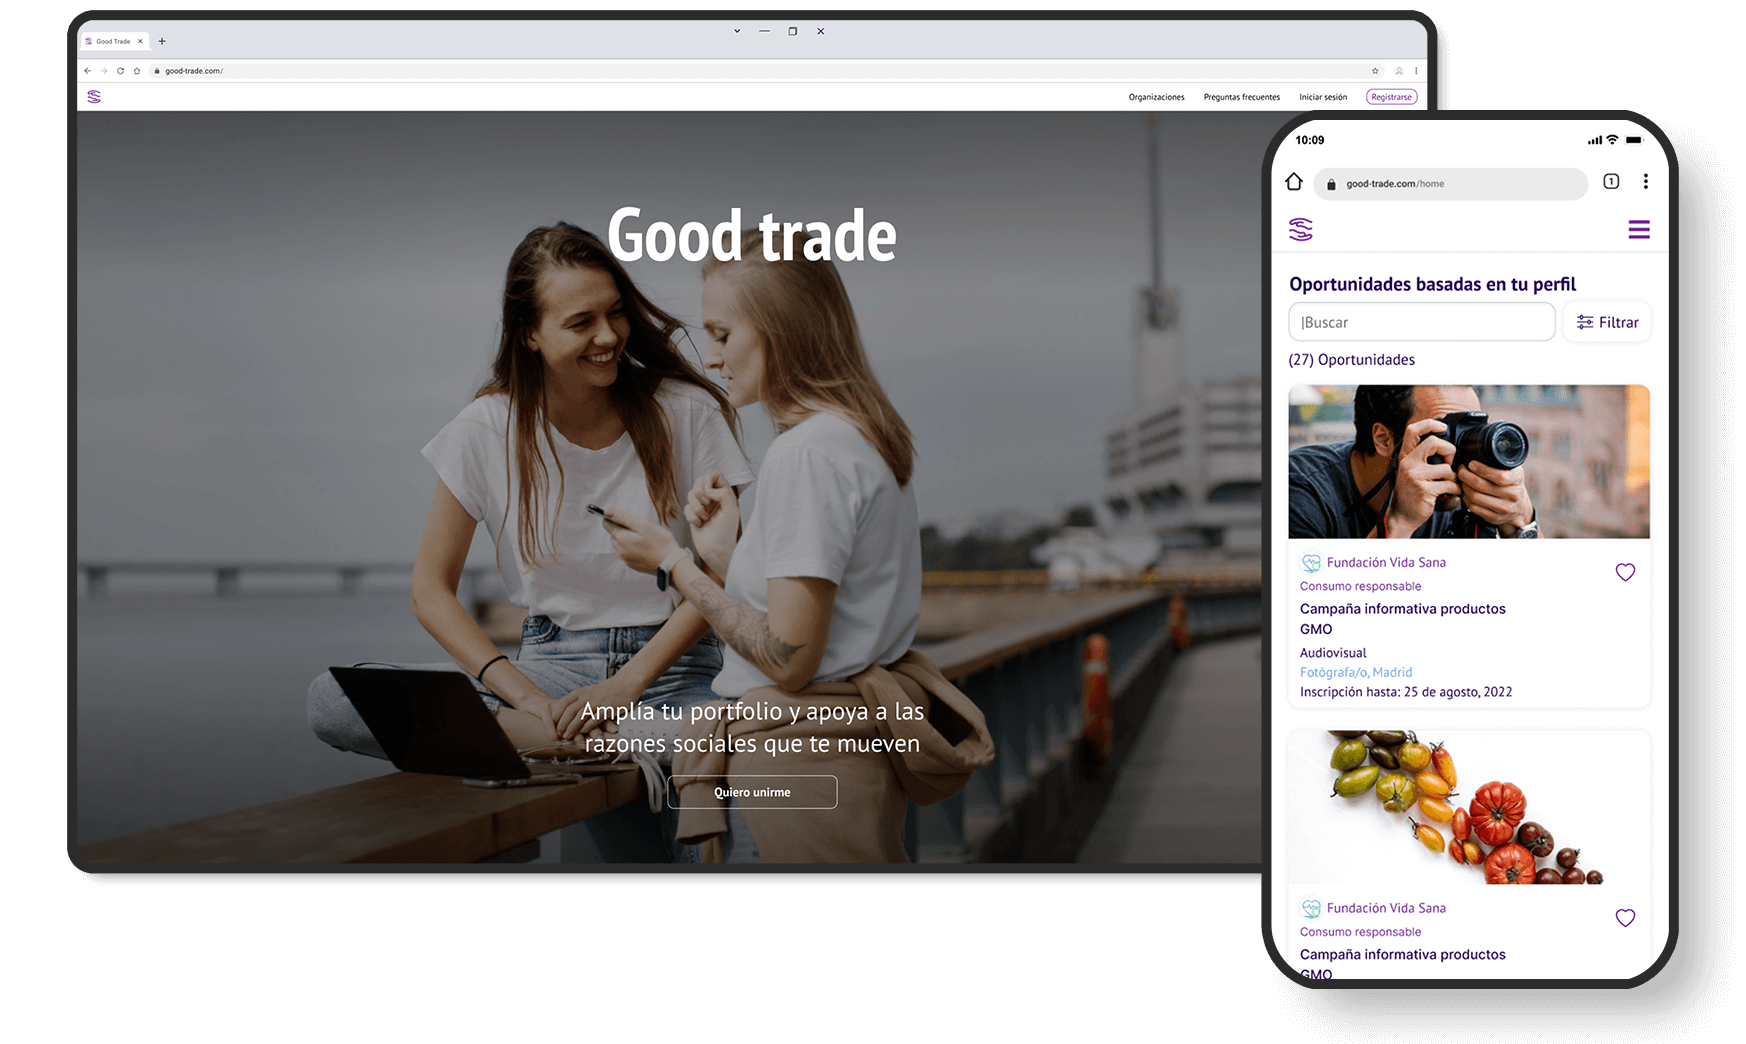 Good Trade
good-trade.com/
Organizaciones
Preguntas frecuentes
Iniciar sesión
Registrarse
Good trade
Amplía tu portfolio y apoya a las
razones sociales que te mueven
Quiero unirme
10:09
good-trade.com/home
1
Oportunidades basadas en tu perfil
|Buscar
Filtrar
(27) Oportunidades
Canon
Fundación Vida Sana
Consumo responsable
Campaña informativa productos
GMO
Audiovisual
Fotógrafa/o, Madrid
Inscripción hasta: 25 de agosto, 2022
Fundación Vida Sana
Consumo responsable
Campaña informativa productos
GMO